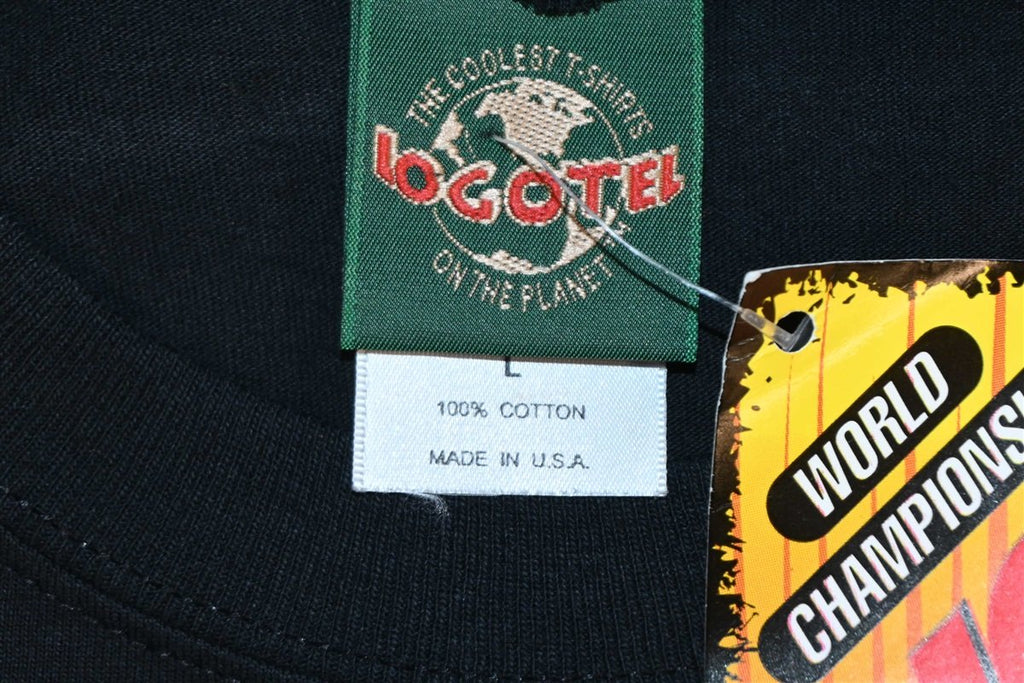 THE COOLEST T-SHIRTS
LOGOTEL
ON THE PLANET
L
100% COTTON
MADE IN U.S.A.
WORLD
CHAMPIONS